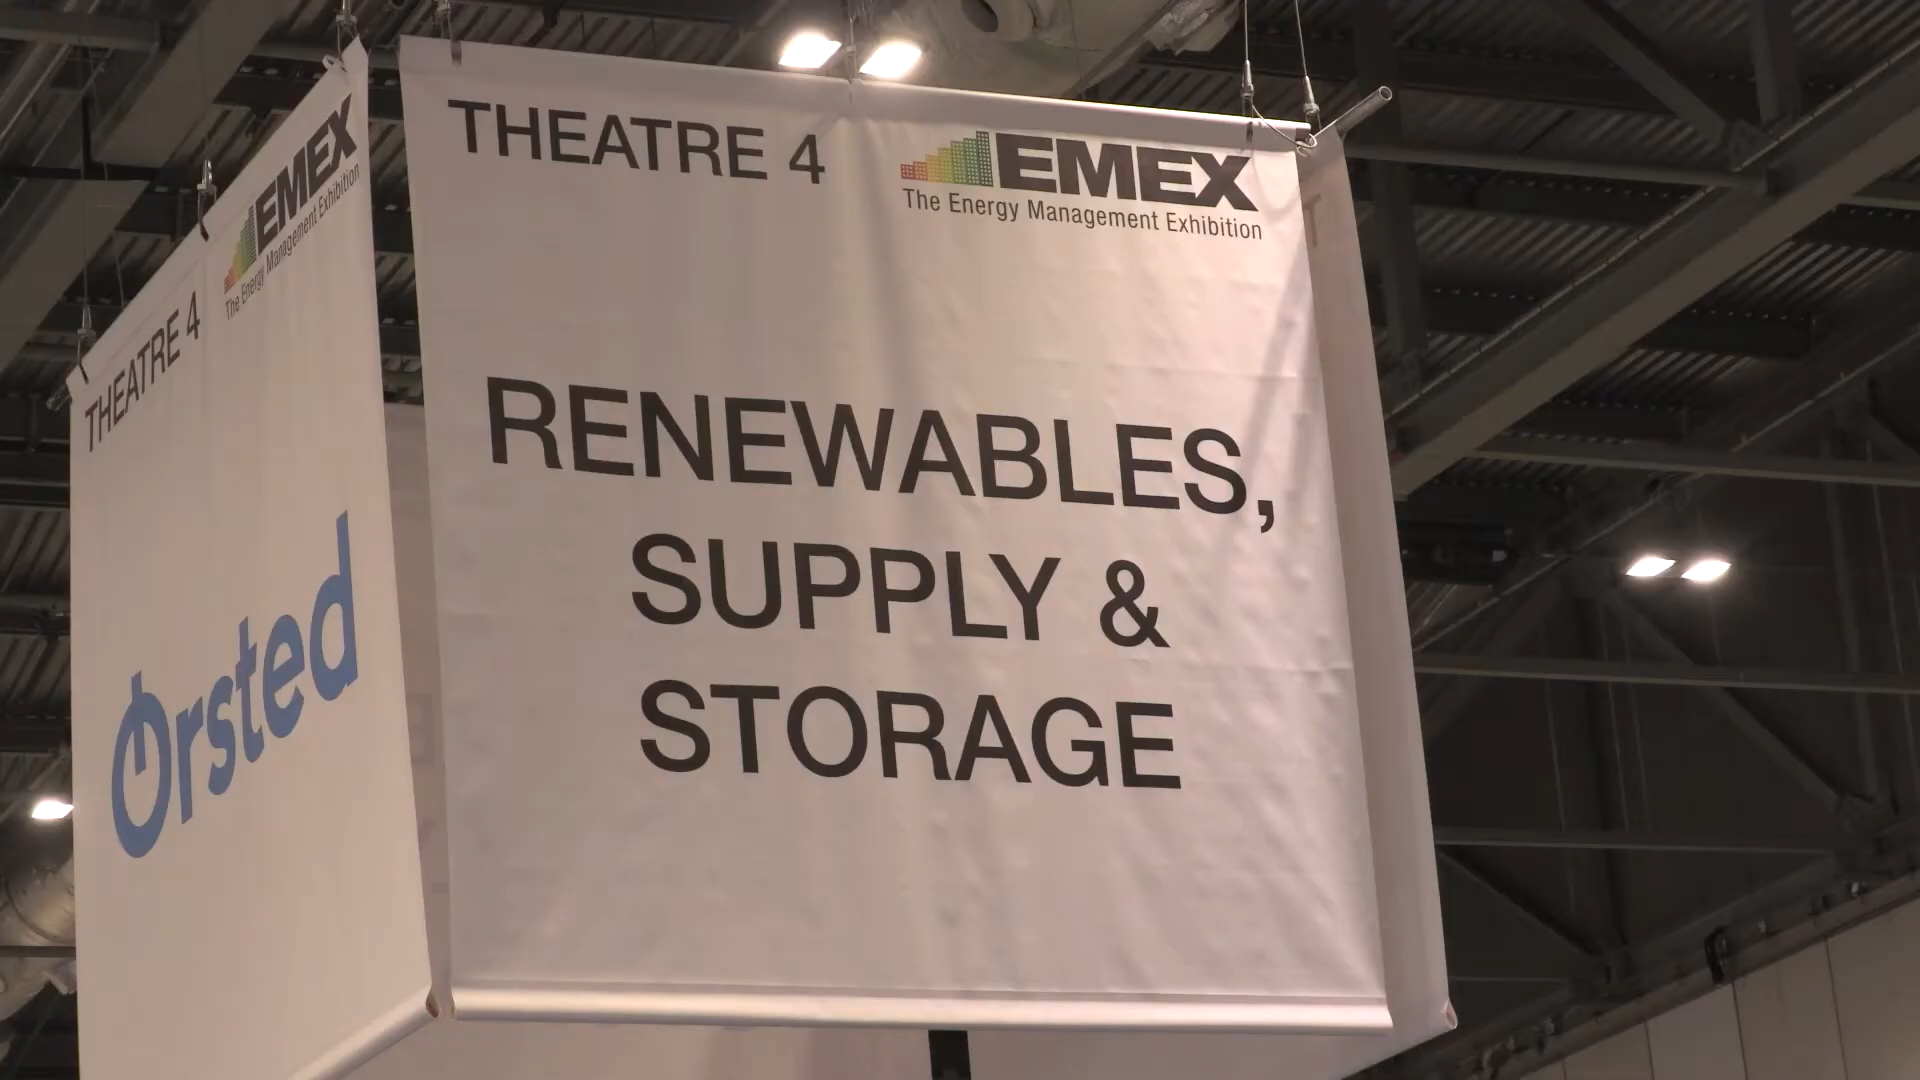 THEATRE 4
EMEX
The Energy Management Exhibition
Ørsted
THEATRE 4
EMEX
The Energy Management Exhibition
RENEWABLES,
SUPPLY &
STORAGE